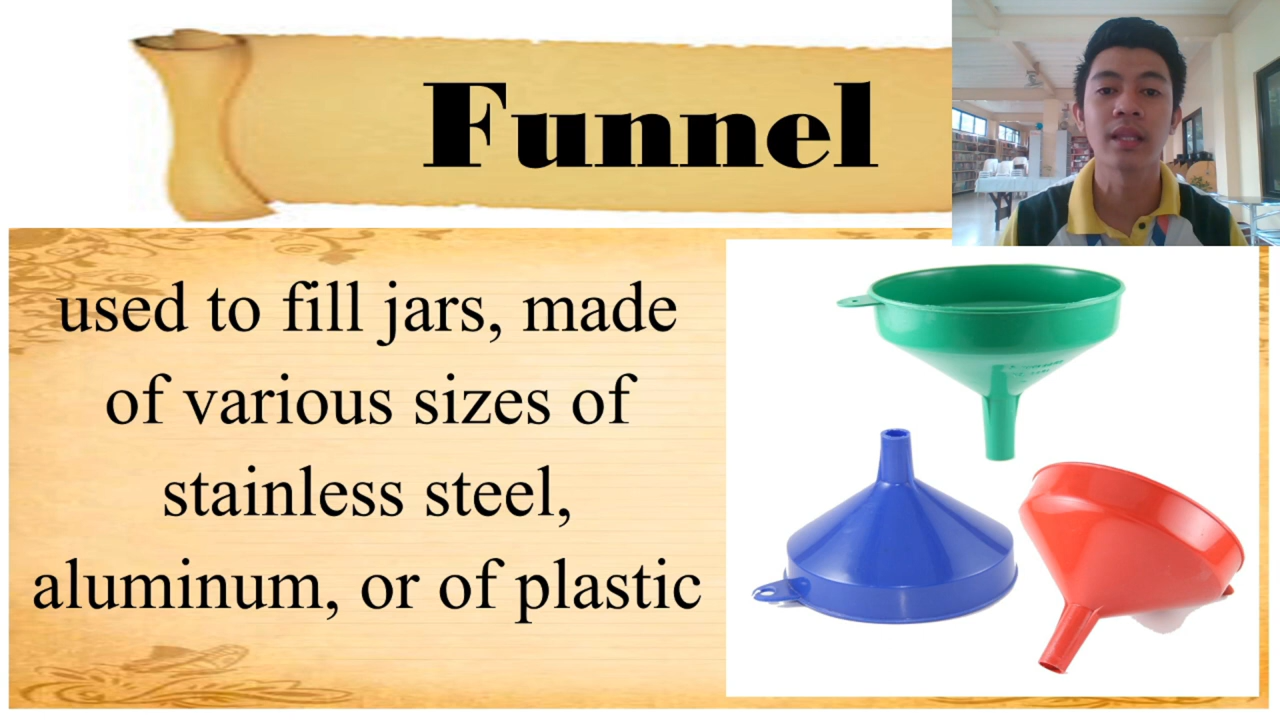 Funnel
used to fill jars, made
of various sizes of
stainless steel,
aluminum, or of plastic